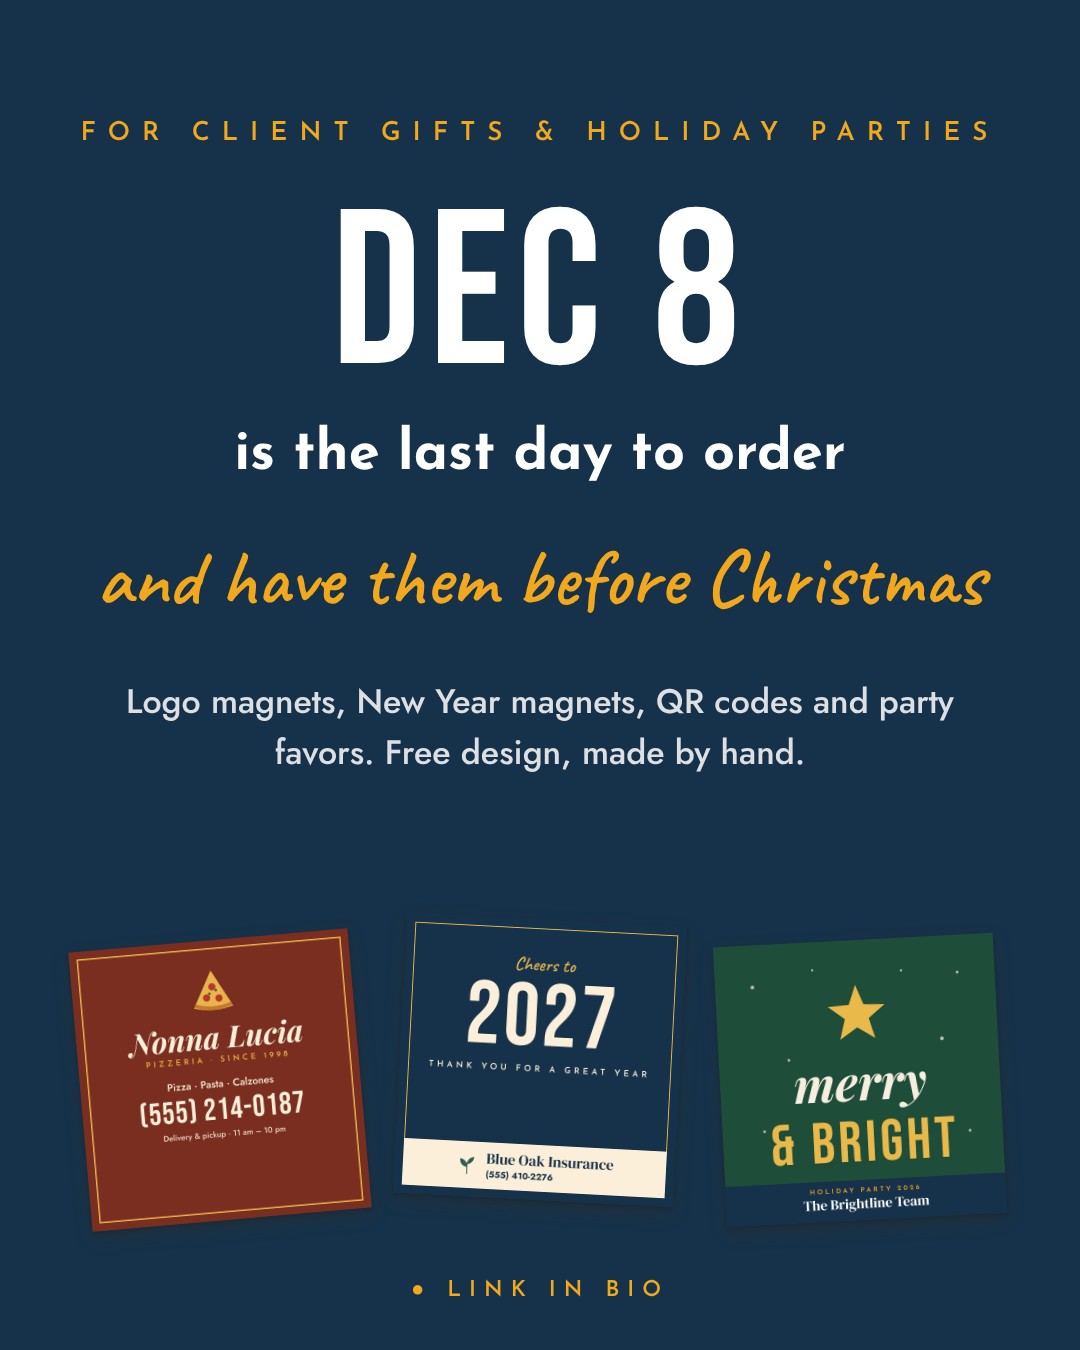 FOR CLIENT GIFTS & HOLIDAY PARTIES
DEC 8
is the last day to order
and have them before Christmas
Logo magnets, New Year magnets, QR codes and party
favors. Free design, made by hand.
Nonna Lucia
PIZZERIA · SINCE 1998
Pizza · Pasta · Calzones
(555) 214-0187
Delivery & pickup · 11 am – 10 pm
Cheers to
2027
THANK YOU FOR A GREAT YEAR
Blue Oak Insurance
(555) 410-2276
merry
& BRIGHT
HOLIDAY PARTY 2026
The Brightline Team
• LINK IN BIO